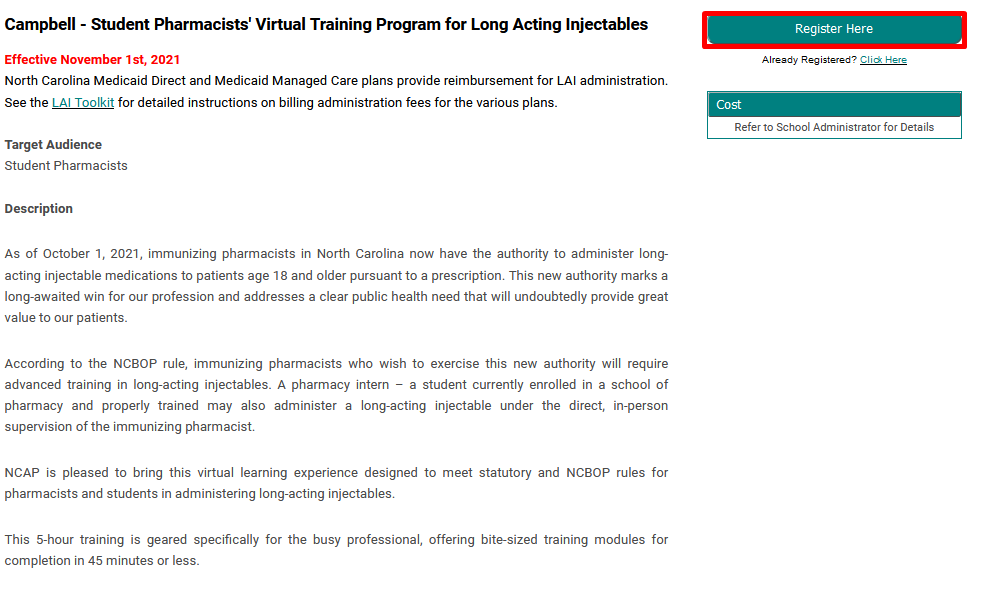 Campbell - Student Pharmacists' Virtual Training Program for Long Acting Injectables
Effective November 1st, 2021
North Carolina Medicaid Direct and Medicaid Managed Care plans provide reimbursement for LAI administration.
See the LAI Toolkit for detailed instructions on billing administration fees for the various plans.
Target Audience
Student Pharmacists
Description
As of October 1, 2021, immunizing pharmacists in North Carolina now have the authority to administer long-
acting injectable medications to patients age 18 and older pursuant to a prescription. This new authority marks a
long-awaited win for our profession and addresses a clear public health need that will undoubtedly provide great
value to our patients.
According to the NCBOP rule, immunizing pharmacists who wish to exercise this new authority will require
advanced training in long-acting injectables. A pharmacy intern – a student currently enrolled in a school of
pharmacy and properly trained may also administer a long-acting injectable under the direct, in-person
supervision of the immunizing pharmacist.
NCAP is pleased to bring this virtual learning experience designed to meet statutory and NCBOP rules for
pharmacists and students in administering long-acting injectables.
This 5-hour training is geared specifically for the busy professional, offering bite-sized training modules for
completion in 45 minutes or less.
Register Here
Already Registered? Click Here
Cost
Refer to School Administrator for Details